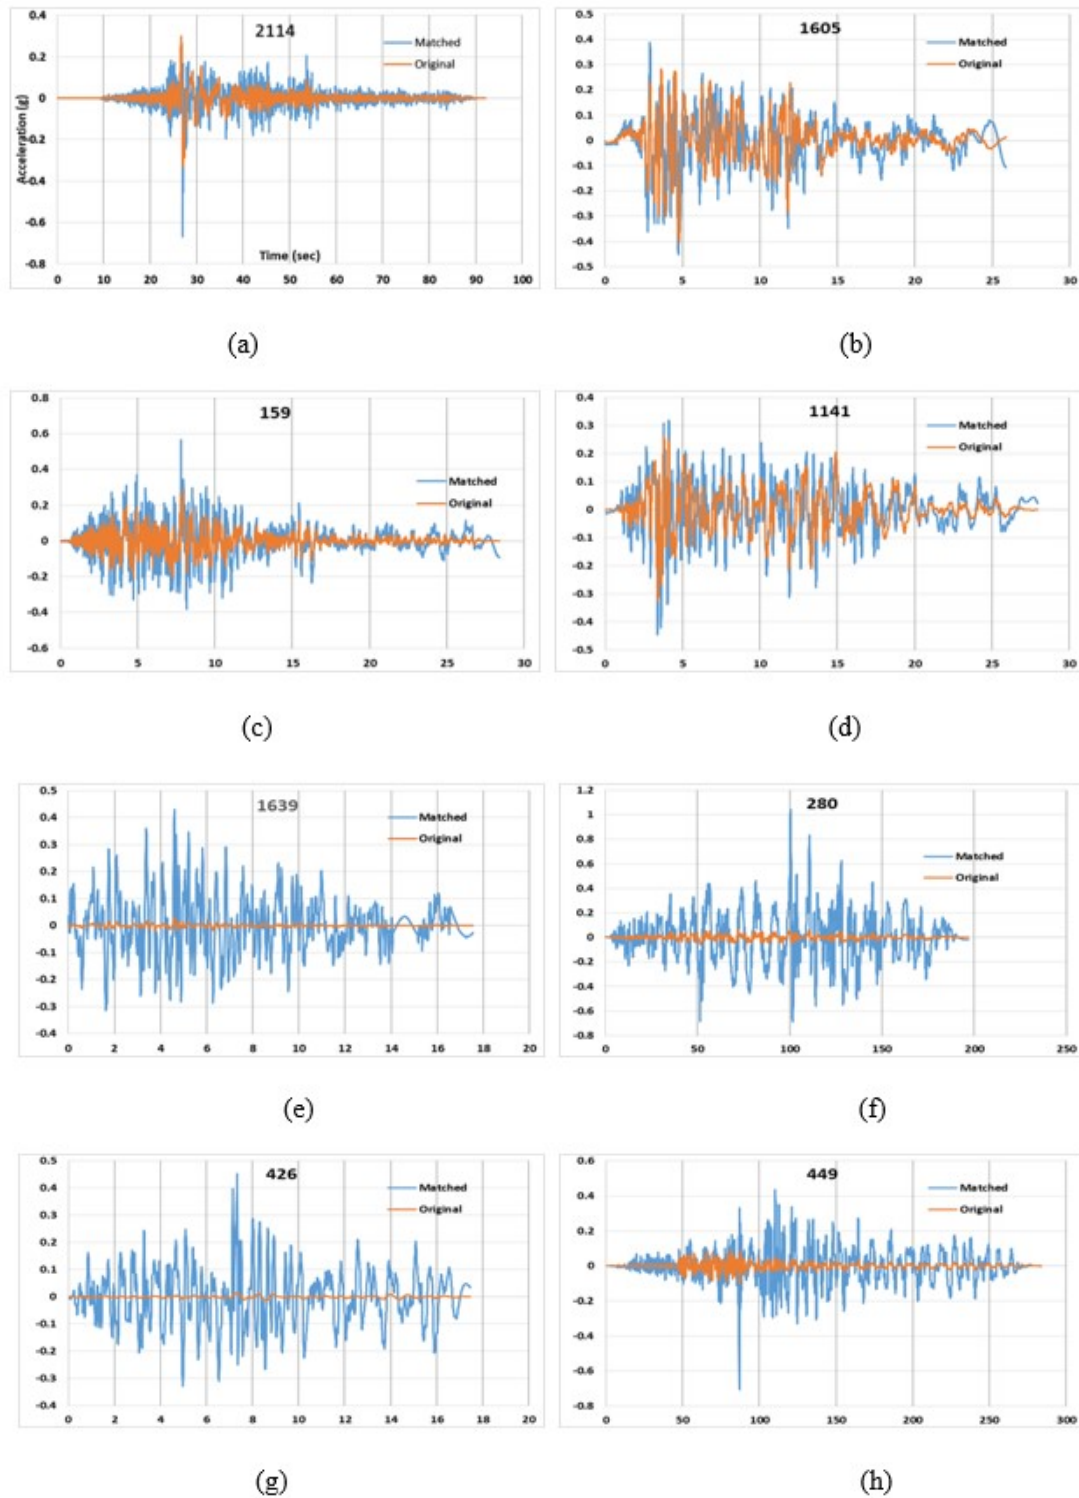 2114
Matched
Original
Acceleration (g)
0.4
0.2
0
-0.2
-0.4
-0.6
-0.8
Time (sec)
0 10 20 30 40 50 60 70 80 90 100
(a)
1605
Matched
Original
0.5
0.4
0.3
0.2
0.1
0
-0.1
-0.2
-0.3
-0.4
-0.5
0 5 10 15 20 25 30
(b)
159
Matched
Original
0.8
0.6
0.4
0.2
0
-0.2
-0.4
-0.6
0 5 10 15 20 25 30
(c)
1141
Matched
Original
0.4
0.3
0.2
0.1
0
-0.1
-0.2
-0.3
-0.4
-0.5
0 5 10 15 20 25 30
(d)
1639
Matched
Original
0.5
0.4
0.3
0.2
0.1
0
-0.1
-0.2
-0.3
-0.4
0 2 4 6 8 10 12 14 16 18 20
(e)
280
Matched
Original
1.2
1
0.8
0.6
0.4
0.2
0
-0.2
-0.4
-0.6
-0.8
0 50 100 150 200 250
(f)
426
Matched
Original
0.5
0.4
0.3
0.2
0.1
0
-0.1
-0.2
-0.3
-0.4
0 2 4 6 8 10 12 14 16 18 20
(g)
449
Matched
Original
0.6
0.4
0.2
0
-0.2
-0.4
-0.6
-0.8
0 50 100 150 200 250 300
(h)